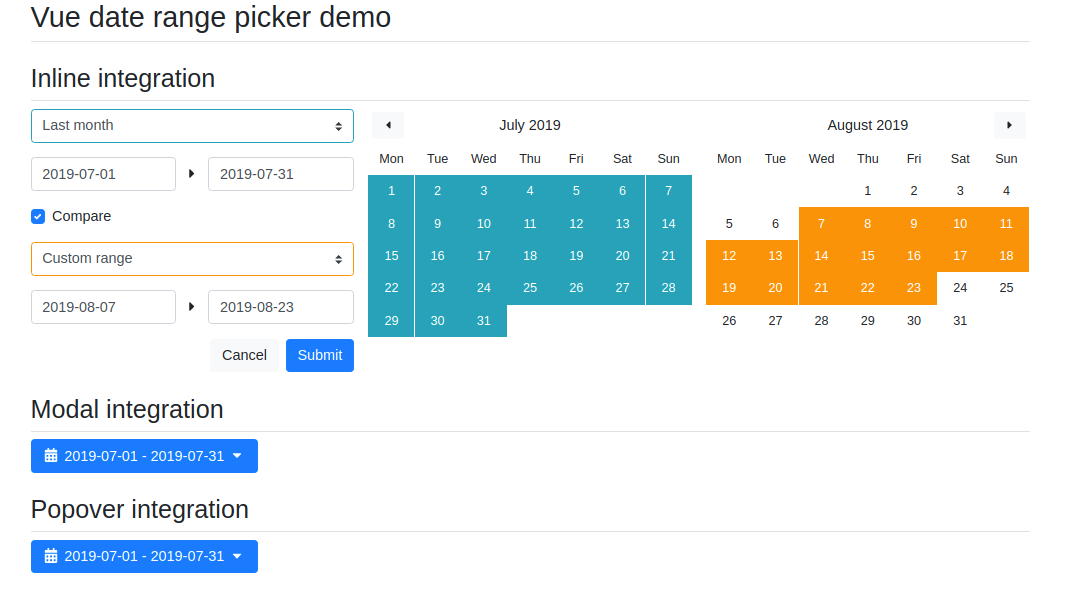 Vue date range picker demo
Inline integration
Last month
2019-07-01 2019-07-31
Compare
Custom range
2019-08-07 2019-08-23
Cancel Submit
July 2019
Mon Tue Wed Thu Fri Sat Sun
1 2 3 4 5 6 7
8 9 10 11 12 13 14
15 16 17 18 19 20 21
22 23 24 25 26 27 28
29 30 31
August 2019
Mon Tue Wed Thu Fri Sat Sun
1 2 3 4
5 6 7 8 9 10 11
12 13 14 15 16 17 18
19 20 21 22 23 24 25
26 27 28 29 30 31
Modal integration
2019-07-01 - 2019-07-31
Popover integration
2019-07-01 - 2019-07-31